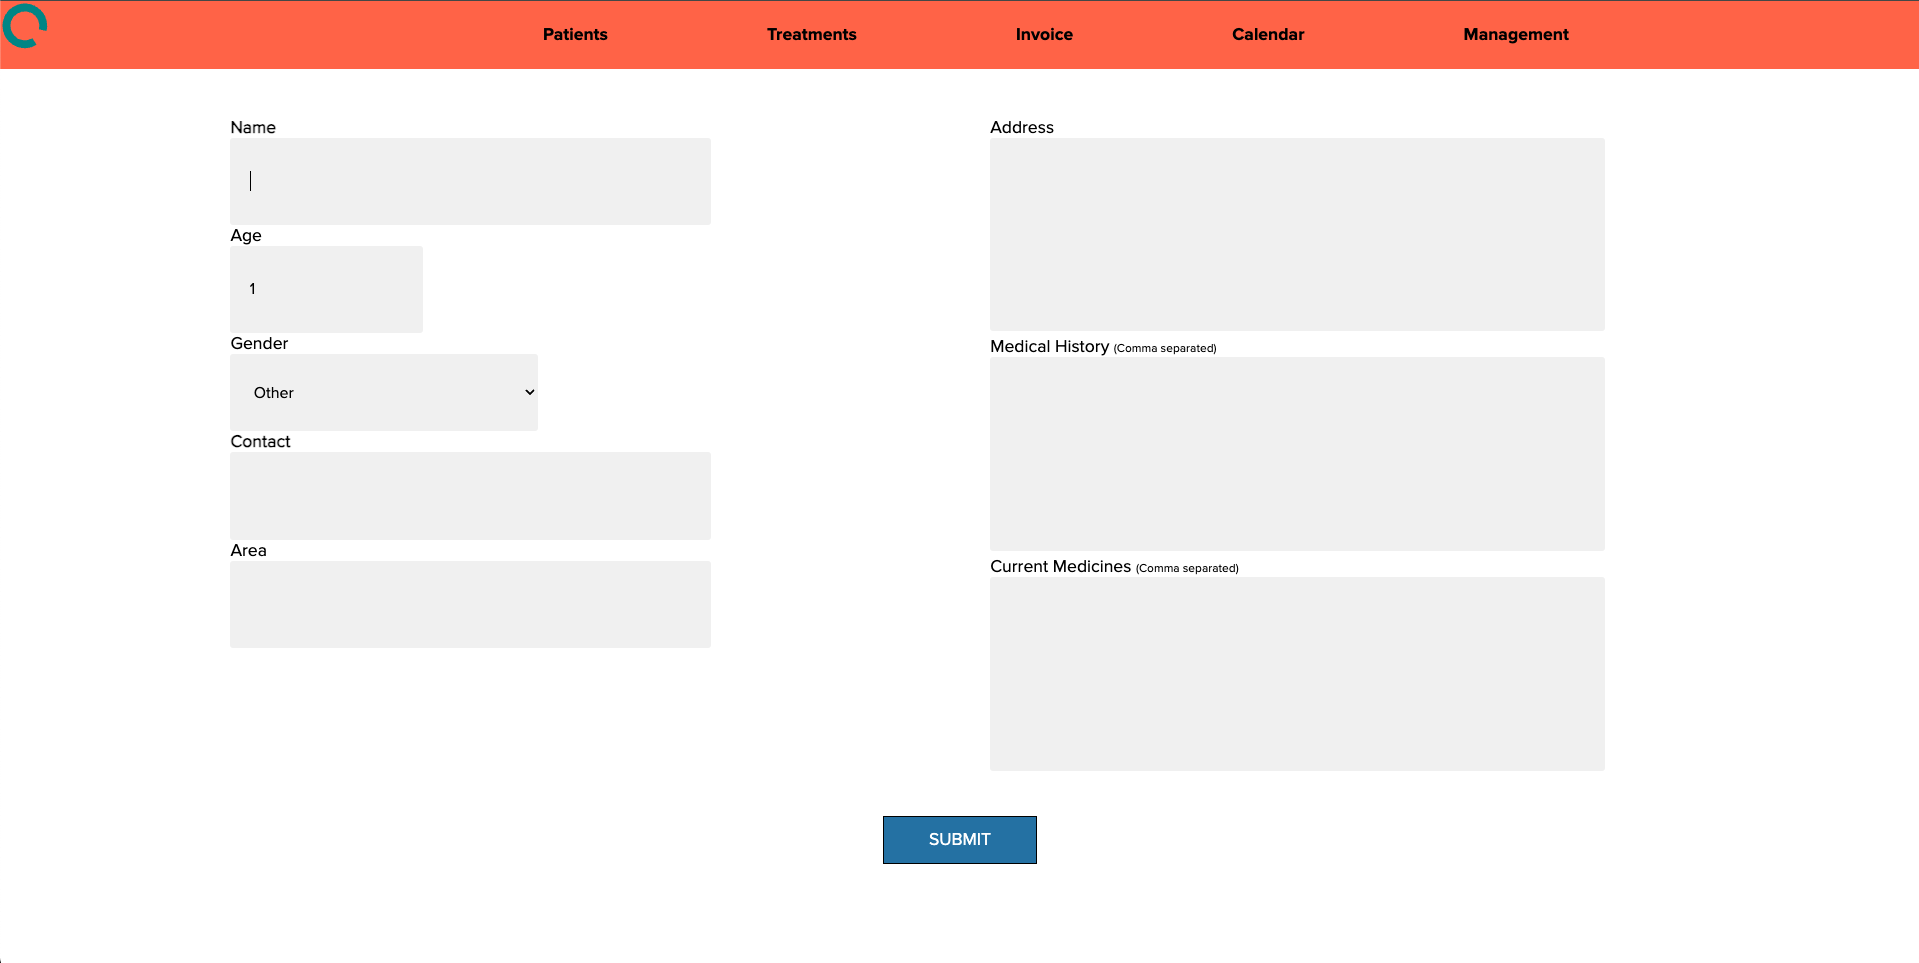 Patients Treatments Invoice Calendar Management
Name
Age
1
Gender
Other
Contact
Area
Address
Medical History (Comma separated)
Current Medicines (Comma separated)
SUBMIT